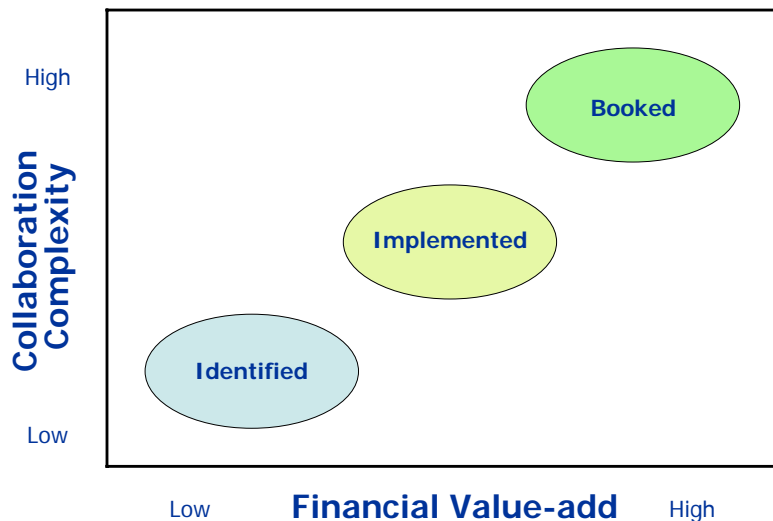 High
Booked
Collaboration
Complexity
Implemented
Identified
Low
Low
Financial Value-add
High